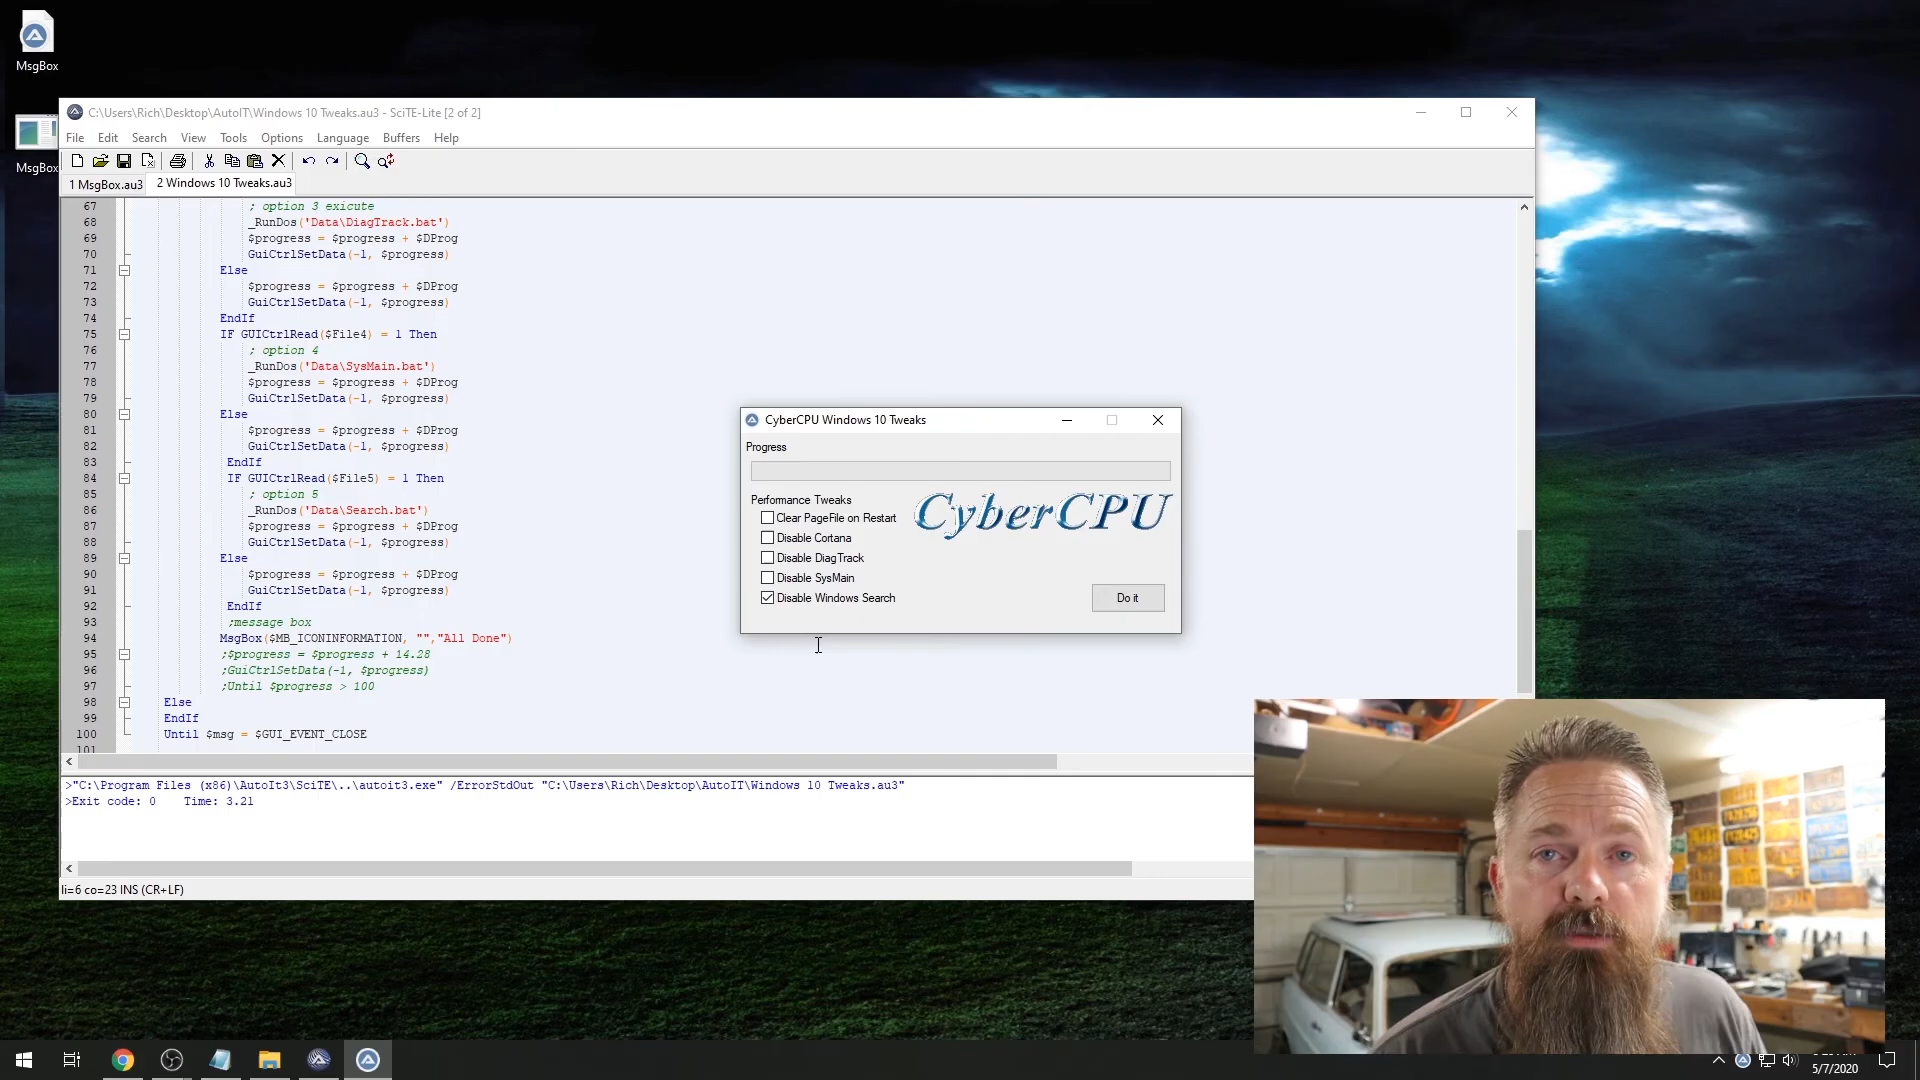 MsgBox
MsgBox
C:\Users\Rich\Desktop\AutoIT\Windows 10 Tweaks.au3 - SciTE-Lite [2 of 2]
File Edit Search View Tools Options Language Buffers Help
1 MsgBox.au3 2 Windows 10 Tweaks.au3
67 ; option 3 exicute
68 _RunDos('Data\DiagTrack.bat')
69 $progress = $progress + $DProg
70 GuiCtrlSetData(-1, $progress)
71 Else
72 $progress = $progress + $DProg
73 GuiCtrlSetData(-1, $progress)
74 EndIf
75 IF GUICtrlRead($File4) = 1 Then
76 ; option 4
77 _RunDos('Data\SysMain.bat')
78 $progress = $progress + $DProg
79 GuiCtrlSetData(-1, $progress)
80 Else
81 $progress = $progress + $DProg
82 GuiCtrlSetData(-1, $progress)
83 EndIf
84 IF GUICtrlRead($File5) = 1 Then
85 ; option 5
86 _RunDos('Data\Search.bat')
87 $progress = $progress + $DProg
88 GuiCtrlSetData(-1, $progress)
89 Else
90 $progress = $progress + $DProg
91 GuiCtrlSetData(-1, $progress)
92 EndIf
93 ;message box
94 MsgBox($MB_ICONINFORMATION, "","All Done")
95 ;$progress = $progress + 14.28
96 ;GuiCtrlSetData(-1, $progress)
97 ;Until $progress > 100
98 Else
99 EndIf
100 Until $msg = $GUI_EVENT_CLOSE
101
>"C:\Program Files (x86)\AutoIt3\SciTE\..\autoit3.exe" /ErrorStdOut "C:\Users\Rich\Desktop\AutoIT\Windows 10 Tweaks.au3"
>Exit code: 0 Time: 3.21
li=6 co=23 INS (CR+LF)
CyberCPU Windows 10 Tweaks
Progress
Performance Tweaks
CyberCPU
Clear PageFile on Restart
Disable Cortana
Disable DiagTrack
Disable SysMain
Disable Windows Search
Do it
5/7/2020